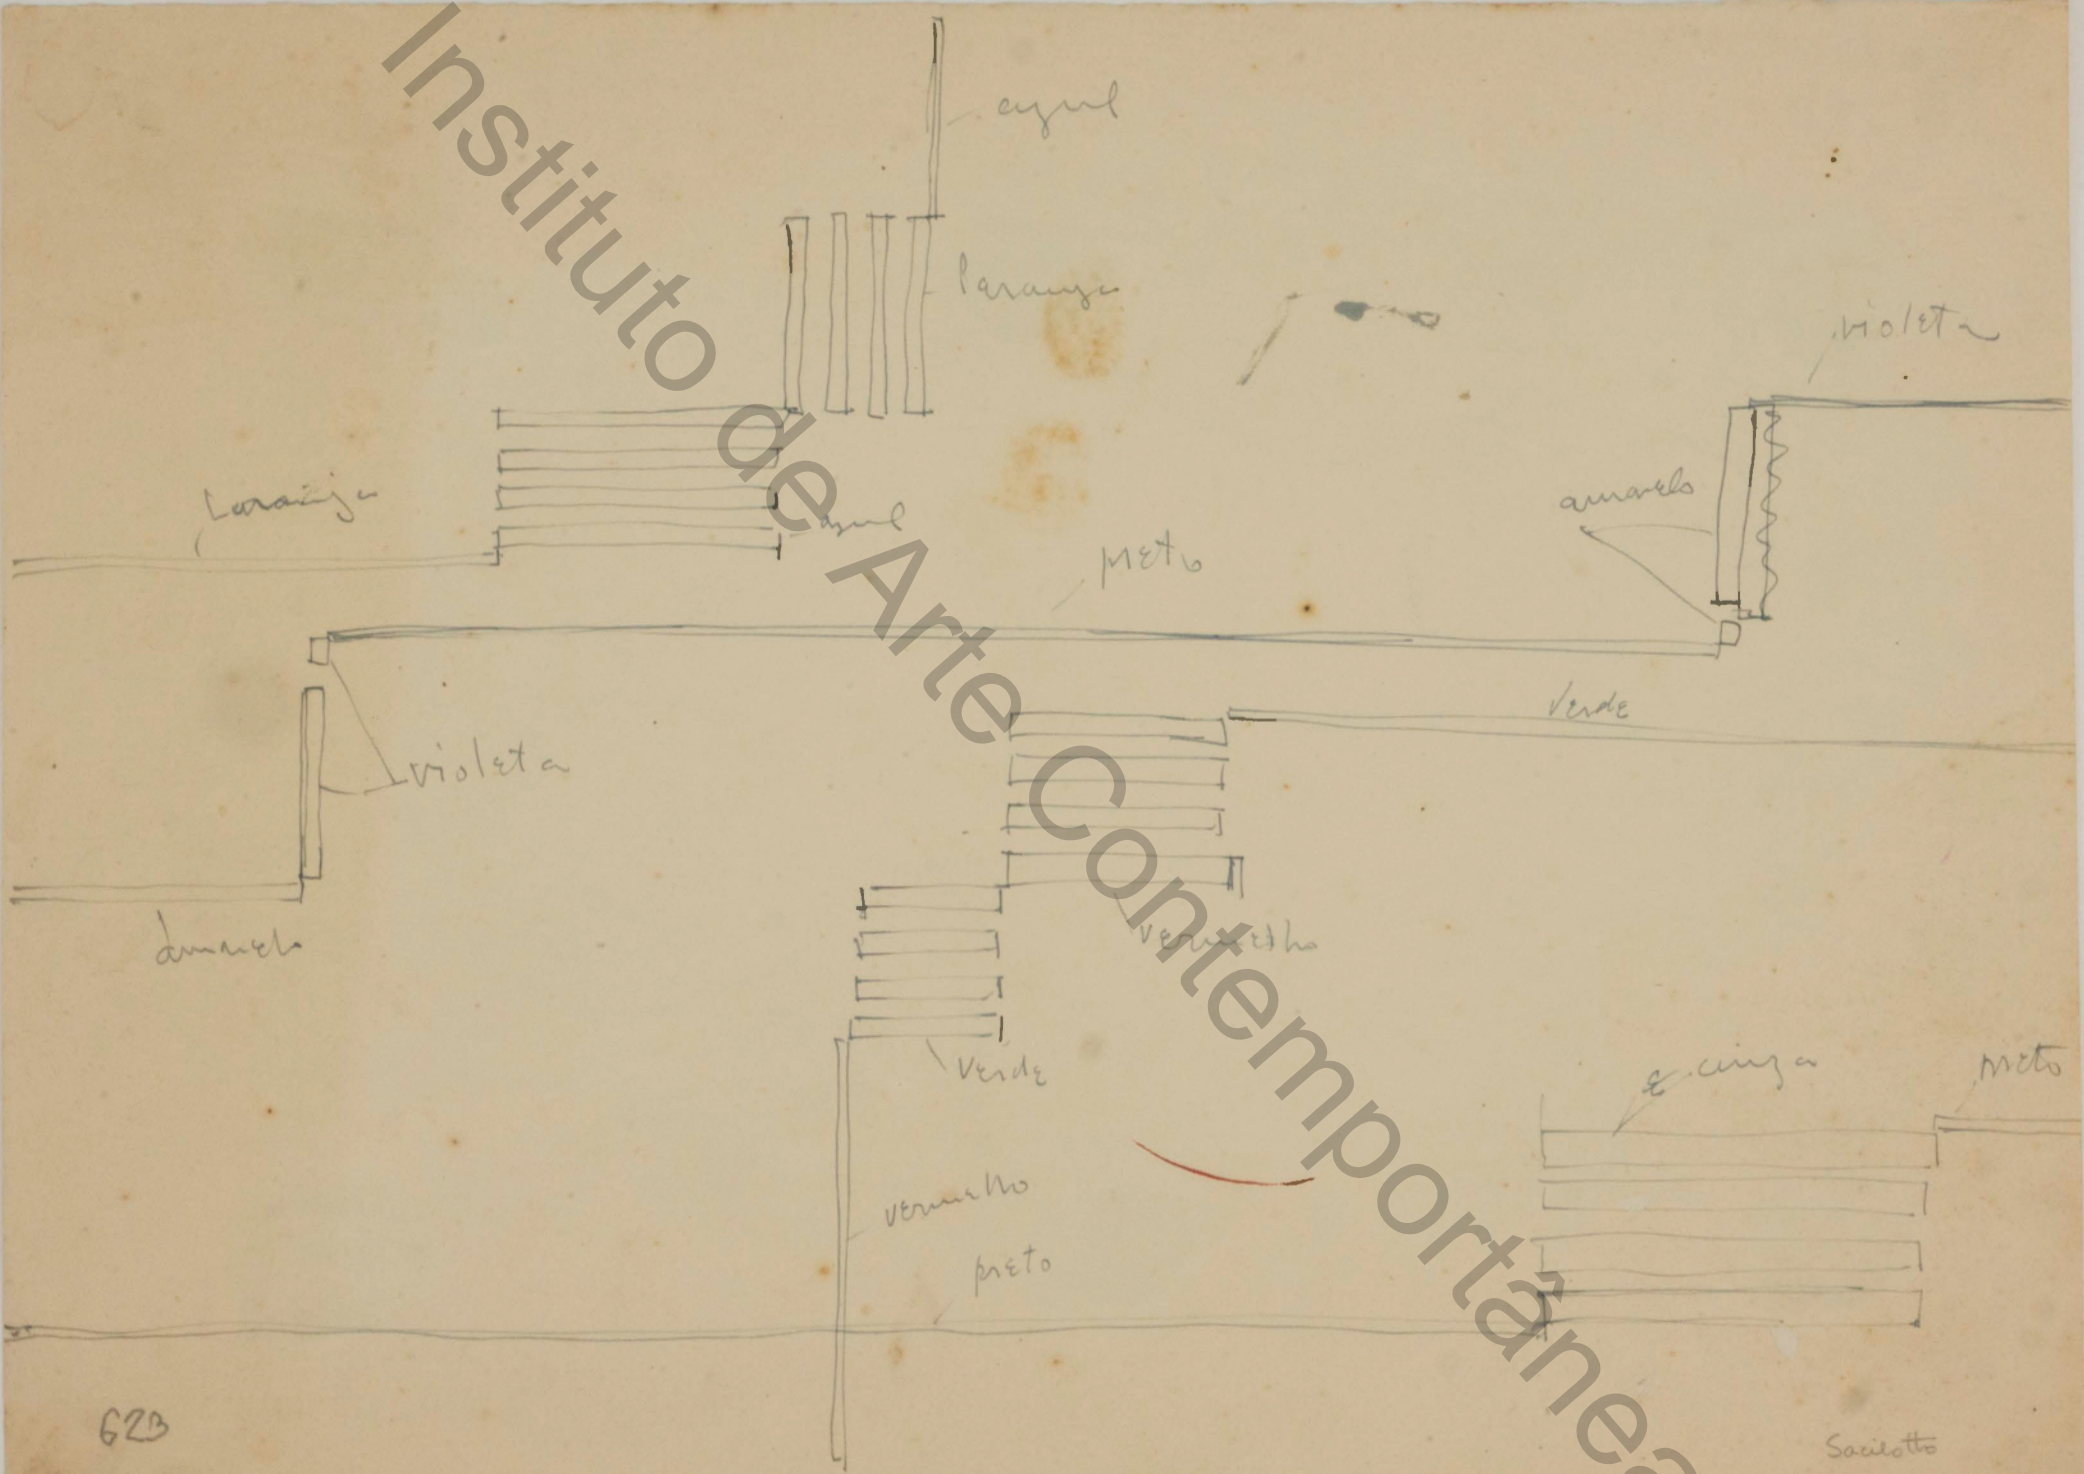 azul
laranja
violeta
Laranja
azul
amarelo
preto
Verde
violeta
amarelo
vermelho
Verde
cinza
preto
vermelho
preto
623
Sacilotto
Instituto de Arte Contemporânea